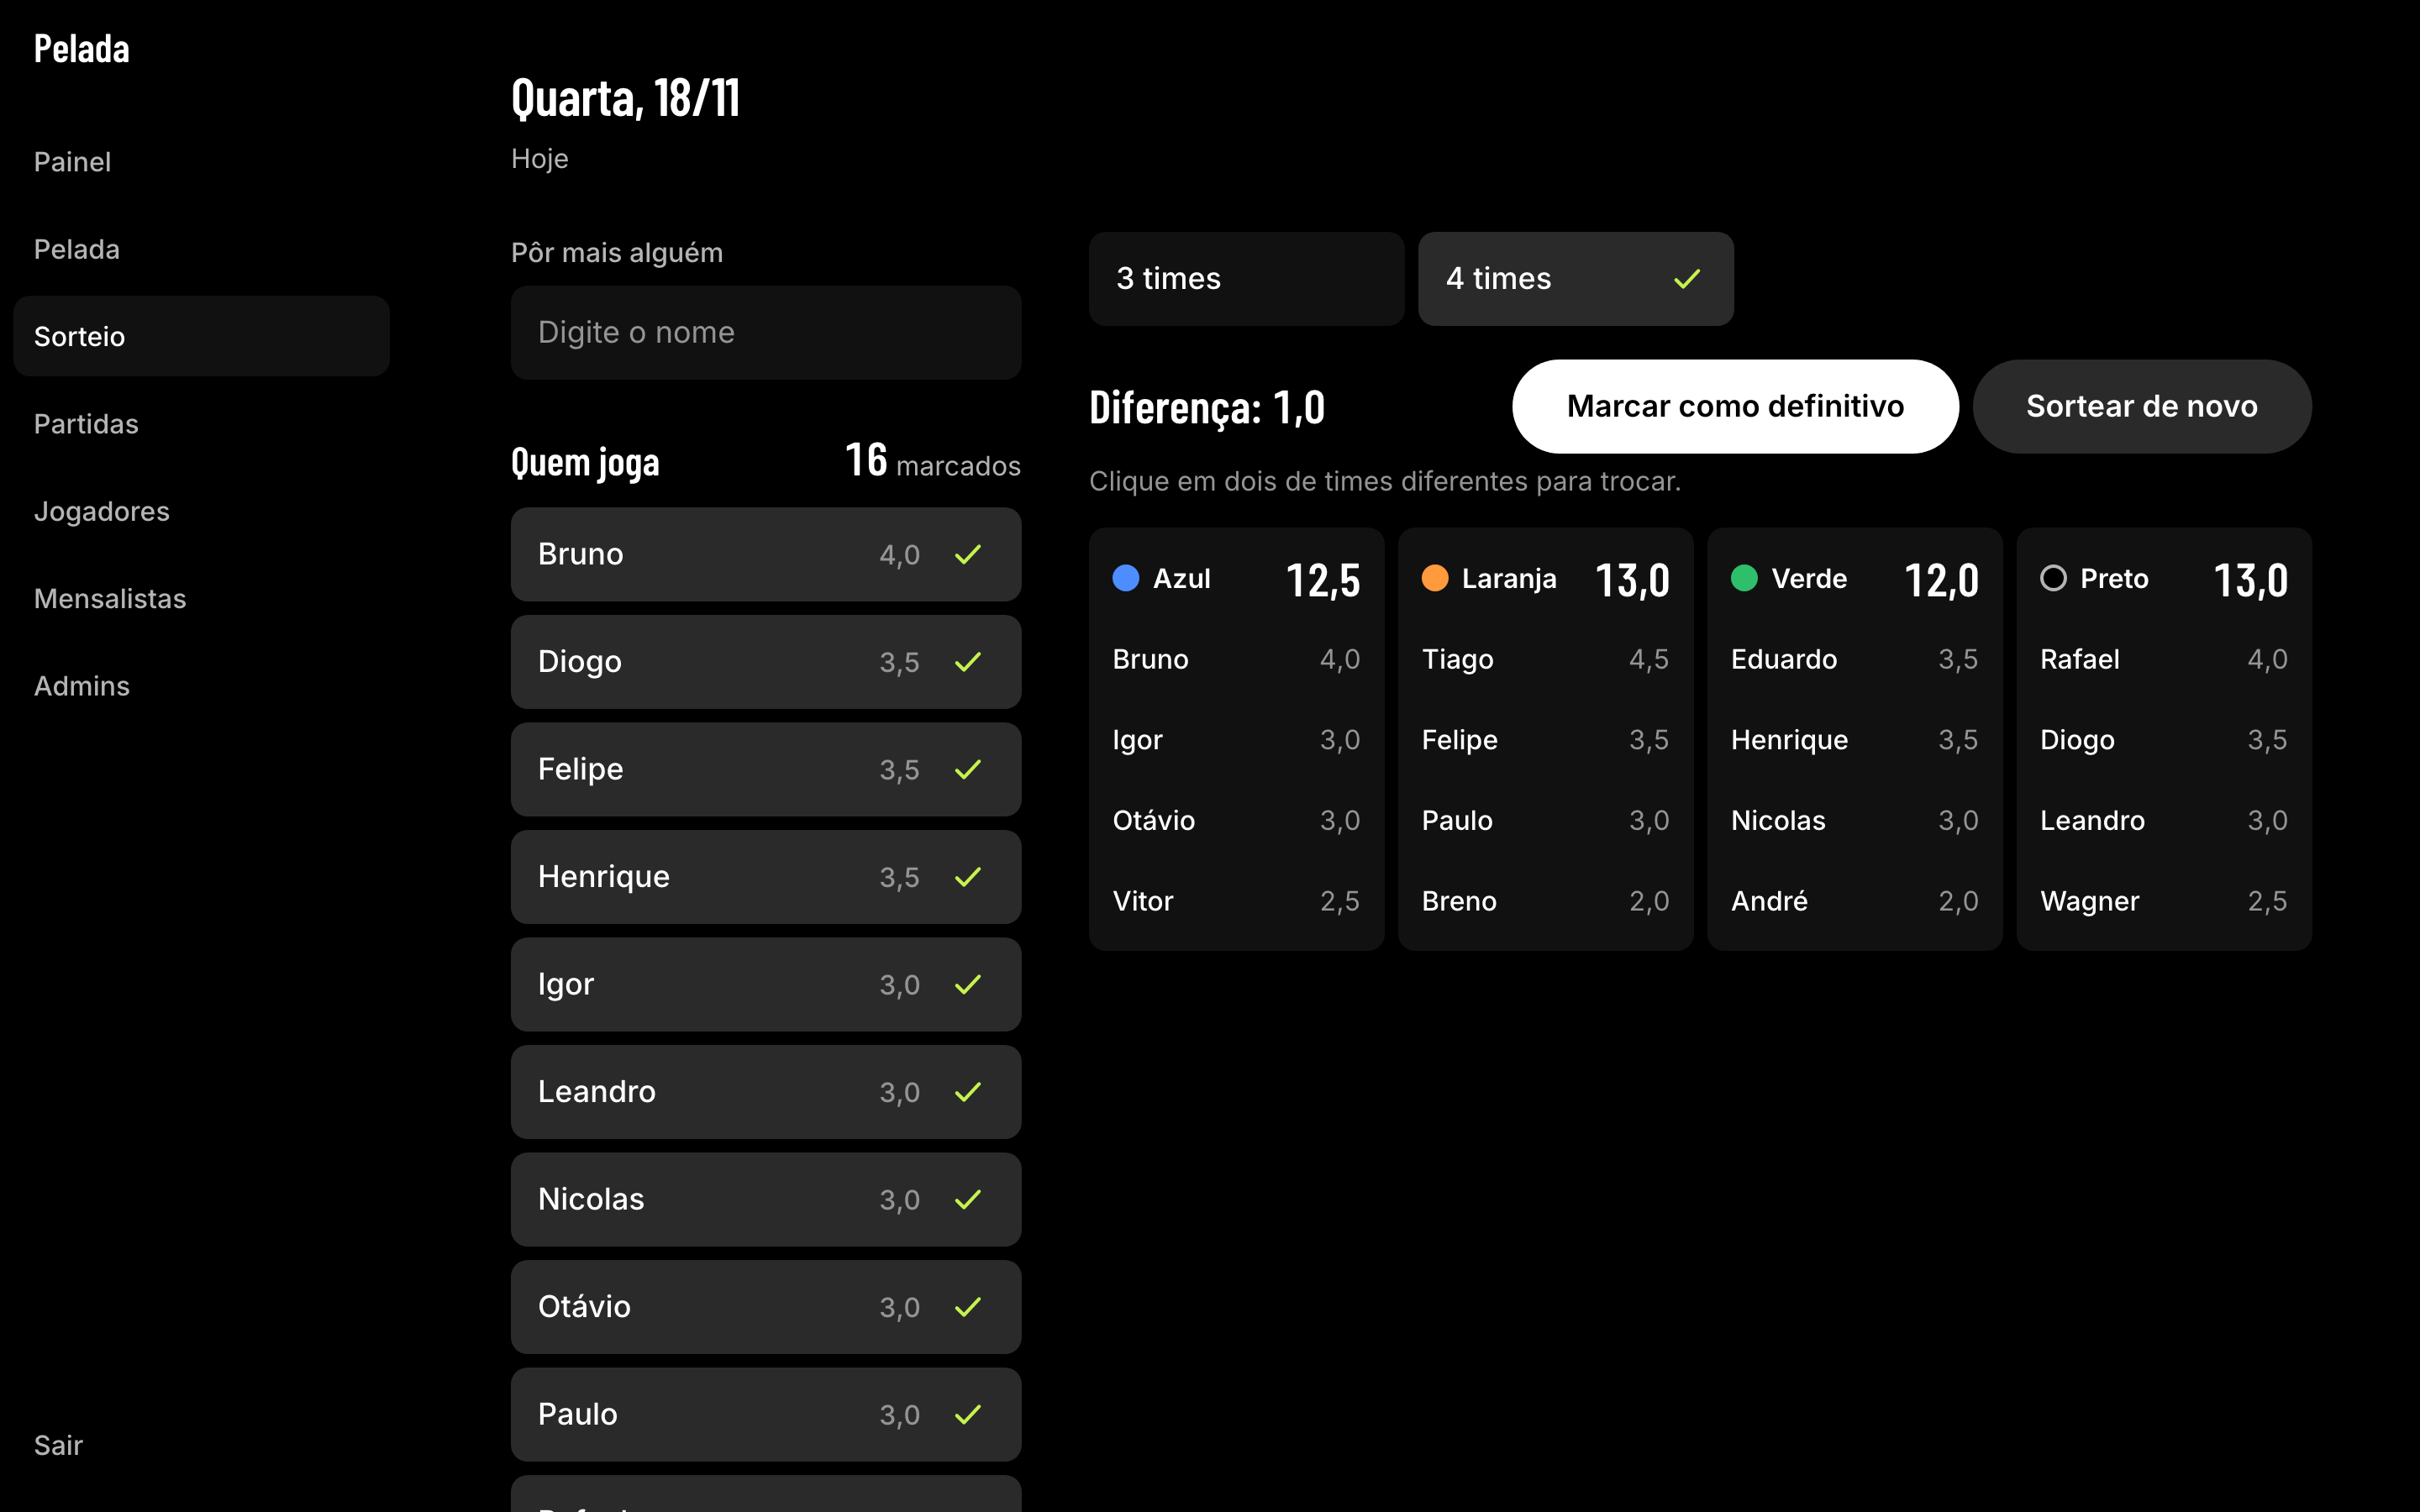 Pelada
Painel
Pelada
Sorteio
Partidas
Jogadores
Mensalistas
Admins
Sair
Quarta, 18/11
Hoje
Pôr mais alguém
Digite o nome
Quem joga 16 marcados
Bruno 4,0
Diogo 3,5
Felipe 3,5
Henrique 3,5
Igor 3,0
Leandro 3,0
Nicolas 3,0
Otávio 3,0
Paulo 3,0
3 times
4 times
Diferença: 1,0
Marcar como definitivo
Sortear de novo
Clique em dois de times diferentes para trocar.
Azul 12,5
Bruno 4,0
Igor 3,0
Otávio 3,0
Vitor 2,5
Laranja 13,0
Tiago 4,5
Felipe 3,5
Paulo 3,0
Breno 2,0
Verde 12,0
Eduardo 3,5
Henrique 3,5
Nicolas 3,0
André 2,0
Preto 13,0
Rafael 4,0
Diogo 3,5
Leandro 3,0
Wagner 2,5